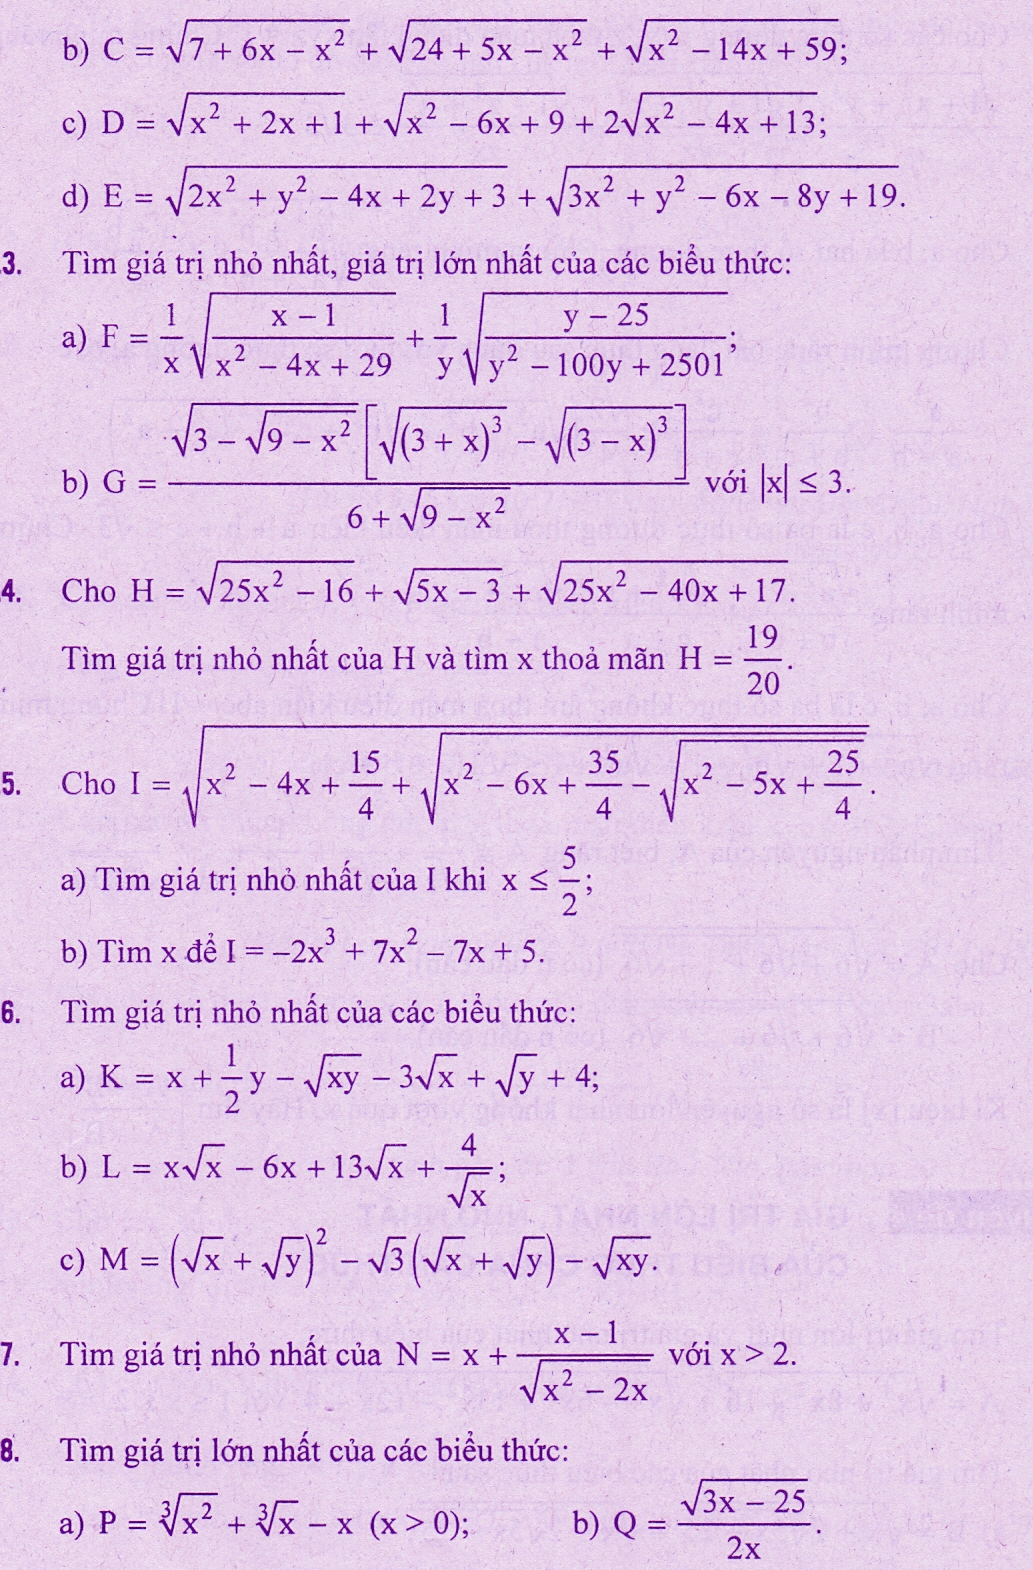 b) C = √(7 + 6x − x²) + √(24 + 5x − x²) + √(x² − 14x + 59);
c) D = √(x² + 2x + 1) + √(x² − 6x + 9) + 2√(x² − 4x + 13);
d) E = √(2x² + y² − 4x + 2y + 3) + √(3x² + y² − 6x − 8y + 19).
3. Tìm giá trị nhỏ nhất, giá trị lớn nhất của các biểu thức:
a) F = 1/x √((x − 1)/(x² − 4x + 29)) + 1/y √((y − 25)/(y² − 100y + 2501));
b) G = √(3 − √(9 − x²)) [√((3 + x)³) − √((3 − x)³)] / (6 + √(9 − x²)) với |x| ≤ 3.
4. Cho H = √(25x² − 16) + √(5x − 3) + √(25x² − 40x + 17).
Tìm giá trị nhỏ nhất của H và tìm x thoả mãn H = 19/20.
5. Cho I = √(x² − 4x + 15/4 + √(x² − 6x + 35/4 − √(x² − 5x + 25/4))).
a) Tìm giá trị nhỏ nhất của I khi x ≤ 5/2;
b) Tìm x để I = −2x³ + 7x² − 7x + 5.
6. Tìm giá trị nhỏ nhất của các biểu thức:
a) K = x + 1/2 y − √(xy) − 3√x + √y + 4;
b) L = x√x − 6x + 13√x + 4/√x;
c) M = (√x + √y)² − √3(√x + √y) − √(xy).
7. Tìm giá trị nhỏ nhất của N = x + (x − 1)/√(x² − 2x) với x > 2.
8. Tìm giá trị lớn nhất của các biểu thức:
a) P = ∛(x²) + ∛x − x (x > 0); b) Q = √(3x − 25)/(2x).